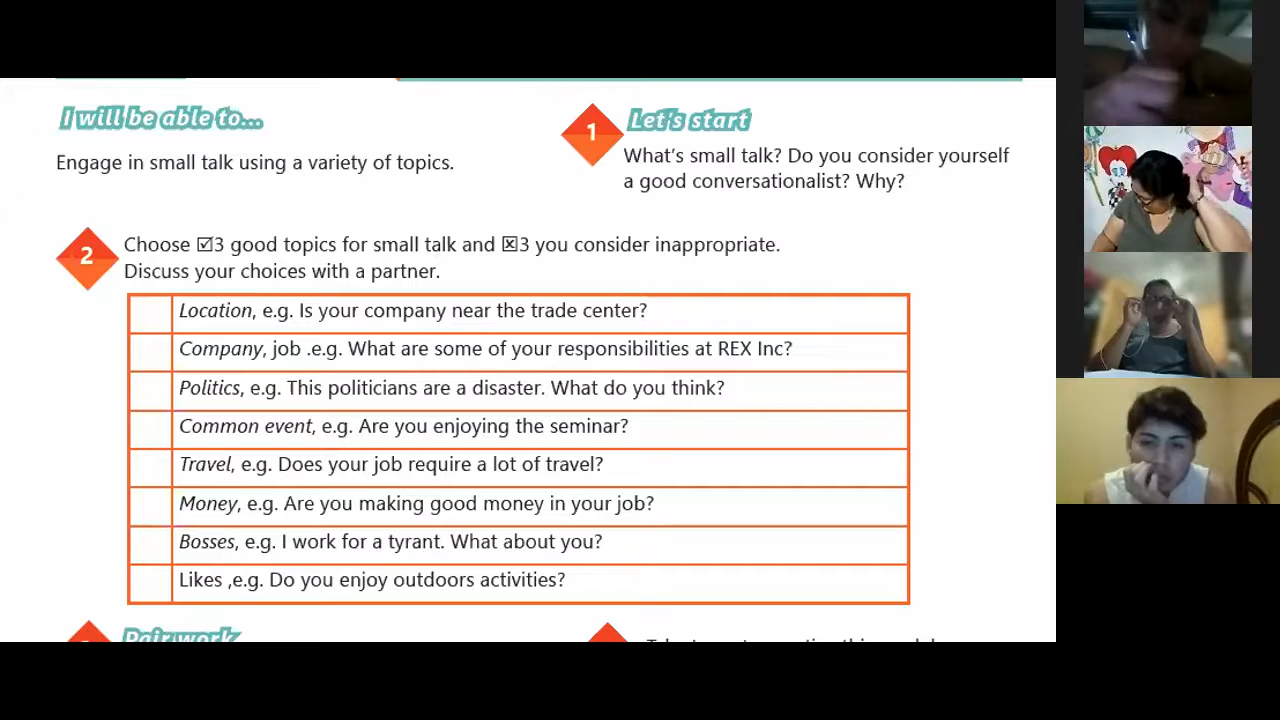 I will be able to...
Engage in small talk using a variety of topics.
1
Let's start
What's small talk? Do you consider yourself
a good conversationalist? Why?
2
Choose ☑3 good topics for small talk and ☒3 you consider inappropriate.
Discuss your choices with a partner.
Location, e.g. Is your company near the trade center?
Company, job .e.g. What are some of your responsibilities at REX Inc?
Politics, e.g. This politicians are a disaster. What do you think?
Common event, e.g. Are you enjoying the seminar?
Travel, e.g. Does your job require a lot of travel?
Money, e.g. Are you making good money in your job?
Bosses, e.g. I work for a tyrant. What about you?
Likes ,e.g. Do you enjoy outdoors activities?
Pair work